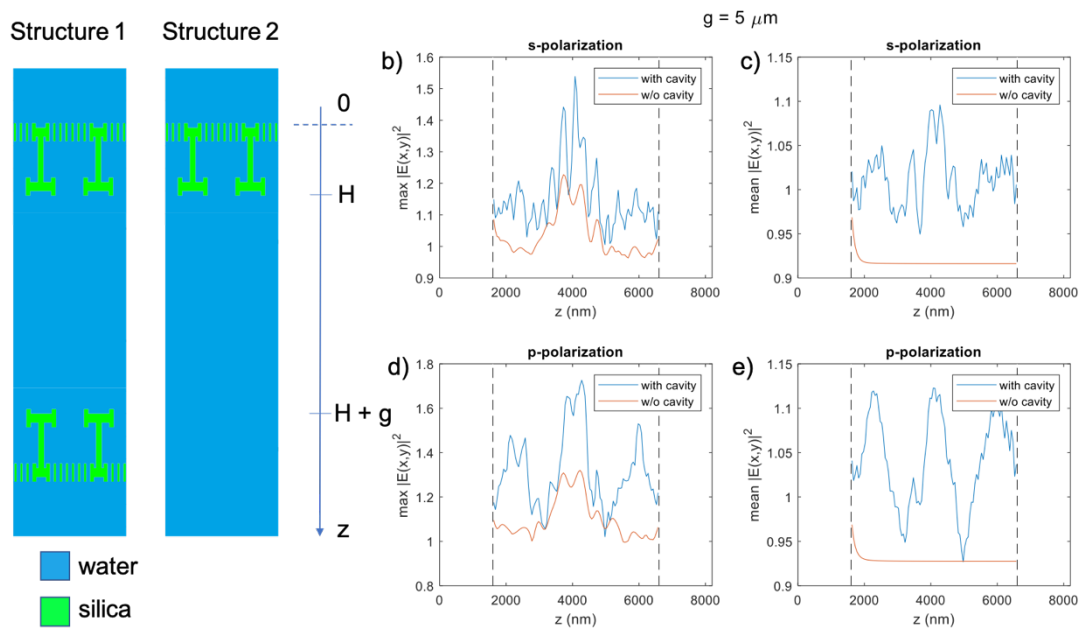 Structure 1
Structure 2
0
H
H + g
z
water
silica
g = 5 μm
b)
s-polarization
with cavity
w/o cavity
max |E(x,y)|²
1.6
1.5
1.4
1.3
1.2
1.1
1
0.9
0
2000
4000
6000
8000
z (nm)
c)
s-polarization
with cavity
w/o cavity
mean |E(x,y)|²
1.15
1.1
1.05
1
0.95
0.9
0
2000
4000
6000
8000
z (nm)
d)
p-polarization
with cavity
w/o cavity
max |E(x,y)|²
1.8
1.6
1.4
1.2
1
0.8
0
2000
4000
6000
8000
z (nm)
e)
p-polarization
with cavity
w/o cavity
mean |E(x,y)|²
1.15
1.1
1.05
1
0.95
0.9
0
2000
4000
6000
8000
z (nm)